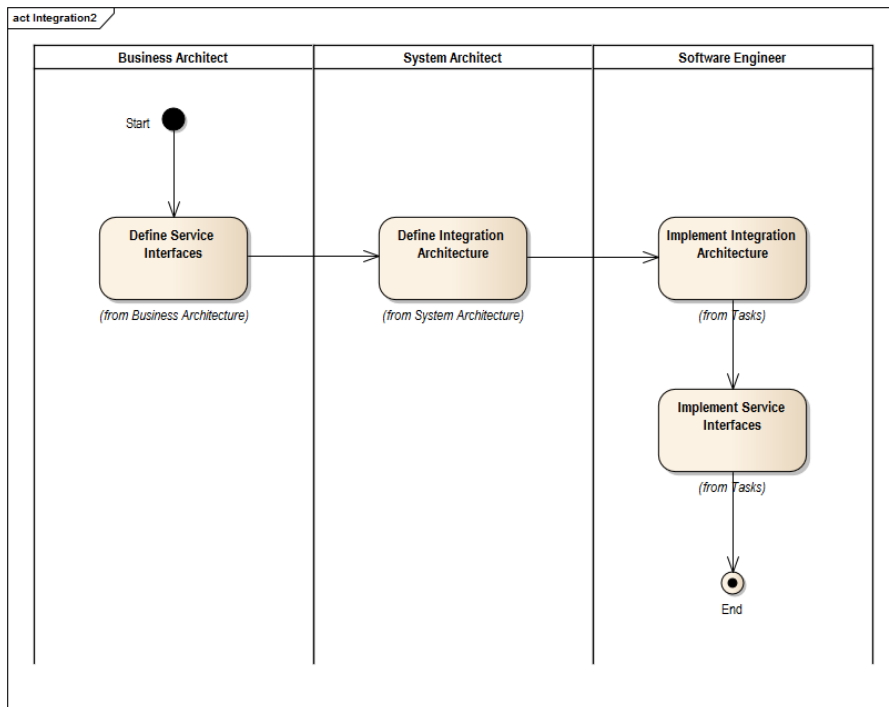 act Integration2
Business Architect
System Architect
Software Engineer
Start
Define Service
Interfaces
(from Business Architecture)
Define Integration
Architecture
(from System Architecture)
Implement Integration
Architecture
(from Tasks)
Implement Service
Interfaces
(from Tasks)
End